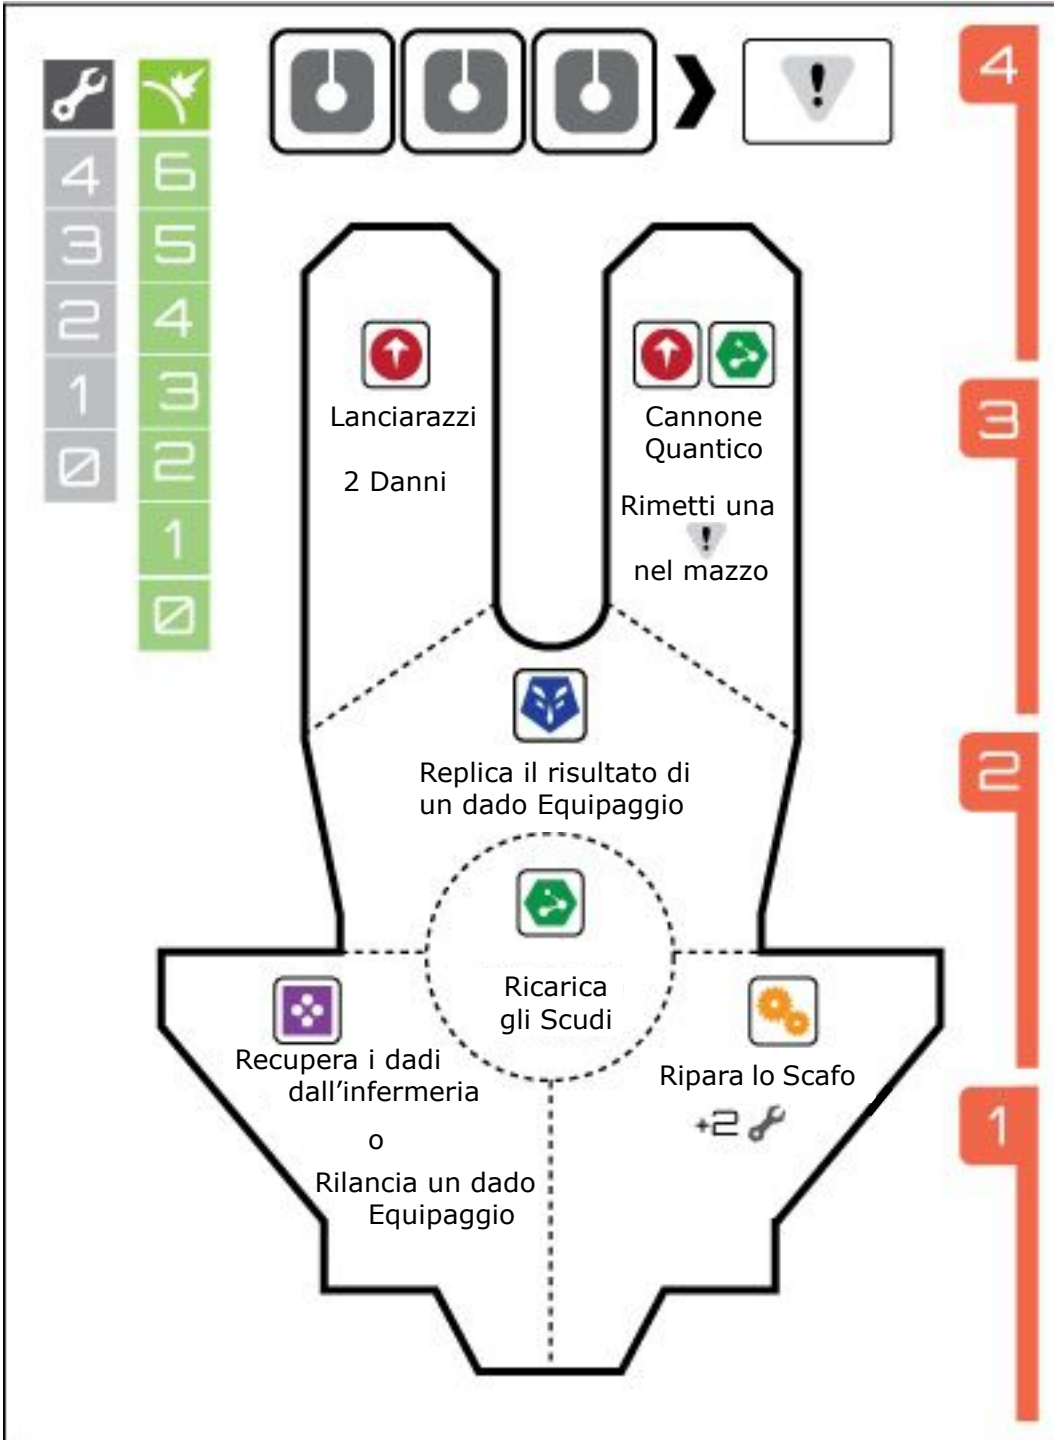 4
3
2
1
0
6
5
4
3
2
1
0
!
4
3
2
1
Lanciarazzi
2 Danni
Cannone
Quantico
Rimetti una
!
nel mazzo
Replica il risultato di
un dado Equipaggio
Ricarica
gli Scudi
Recupera i dadi
dall'infermeria
o
Rilancia un dado
Equipaggio
Ripara lo Scafo
+2